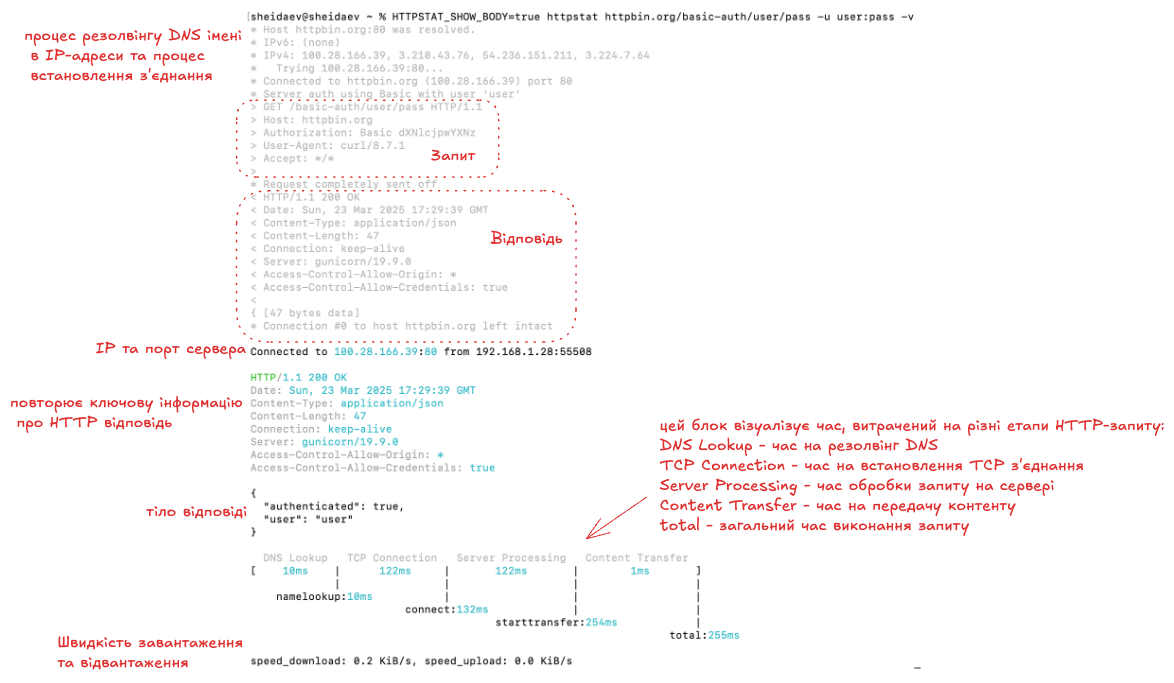 [sheidaev@sheidaev ~ % HTTPSTAT_SHOW_BODY=true httpstat httpbin.org/basic-auth/user/pass -u user:pass -v
процес резолвінгу DNS імені
в IP-адреси та процес
встановлення з'єднання
* Host httpbin.org:80 was resolved.
* IPv6: (none)
* IPv4: 100.28.166.39, 3.210.43.76, 54.236.151.211, 3.224.7.64
*   Trying 100.28.166.39:80...
* Connected to httpbin.org (100.28.166.39) port 80
* Server auth using Basic with user 'user'
> GET /basic-auth/user/pass HTTP/1.1
> Host: httpbin.org
> Authorization: Basic dXNlcjpwYXNz
> User-Agent: curl/8.7.1
> Accept: */*
>
Запит
* Request completely sent off
< HTTP/1.1 200 OK
< Date: Sun, 23 Mar 2025 17:29:39 GMT
< Content-Type: application/json
< Content-Length: 47
< Connection: keep-alive
< Server: gunicorn/19.9.0
< Access-Control-Allow-Origin: *
< Access-Control-Allow-Credentials: true
<
{ [47 bytes data]
* Connection #0 to host httpbin.org left intact
Відповідь
IP та порт сервера
Connected to 100.28.166.39:80 from 192.168.1.28:55508
повторює ключову інформацію
про HTTP відповідь
HTTP/1.1 200 OK
Date: Sun, 23 Mar 2025 17:29:39 GMT
Content-Type: application/json
Content-Length: 47
Connection: keep-alive
Server: gunicorn/19.9.0
Access-Control-Allow-Origin: *
Access-Control-Allow-Credentials: true
тіло відповіді
{
  "authenticated": true,
  "user": "user"
}
цей блок візуалізує час, витрачений на різні етапи HTTP-запиту:
DNS Lookup - час на резолвінг DNS
TCP Connection - час на встановлення TCP з'єднання
Server Processing - час обробки запиту на сервері
Content Transfer - час на передачу контенту
total - загальний час виконання запиту
DNS Lookup   TCP Connection   Server Processing   Content Transfer
[    10ms    |     122ms      |       122ms       |       1ms       ]
namelookup:10ms
connect:132ms
starttransfer:254ms
total:255ms
Швидкість завантаження
та відвантаження
speed_download: 0.2 KiB/s, speed_upload: 0.0 KiB/s